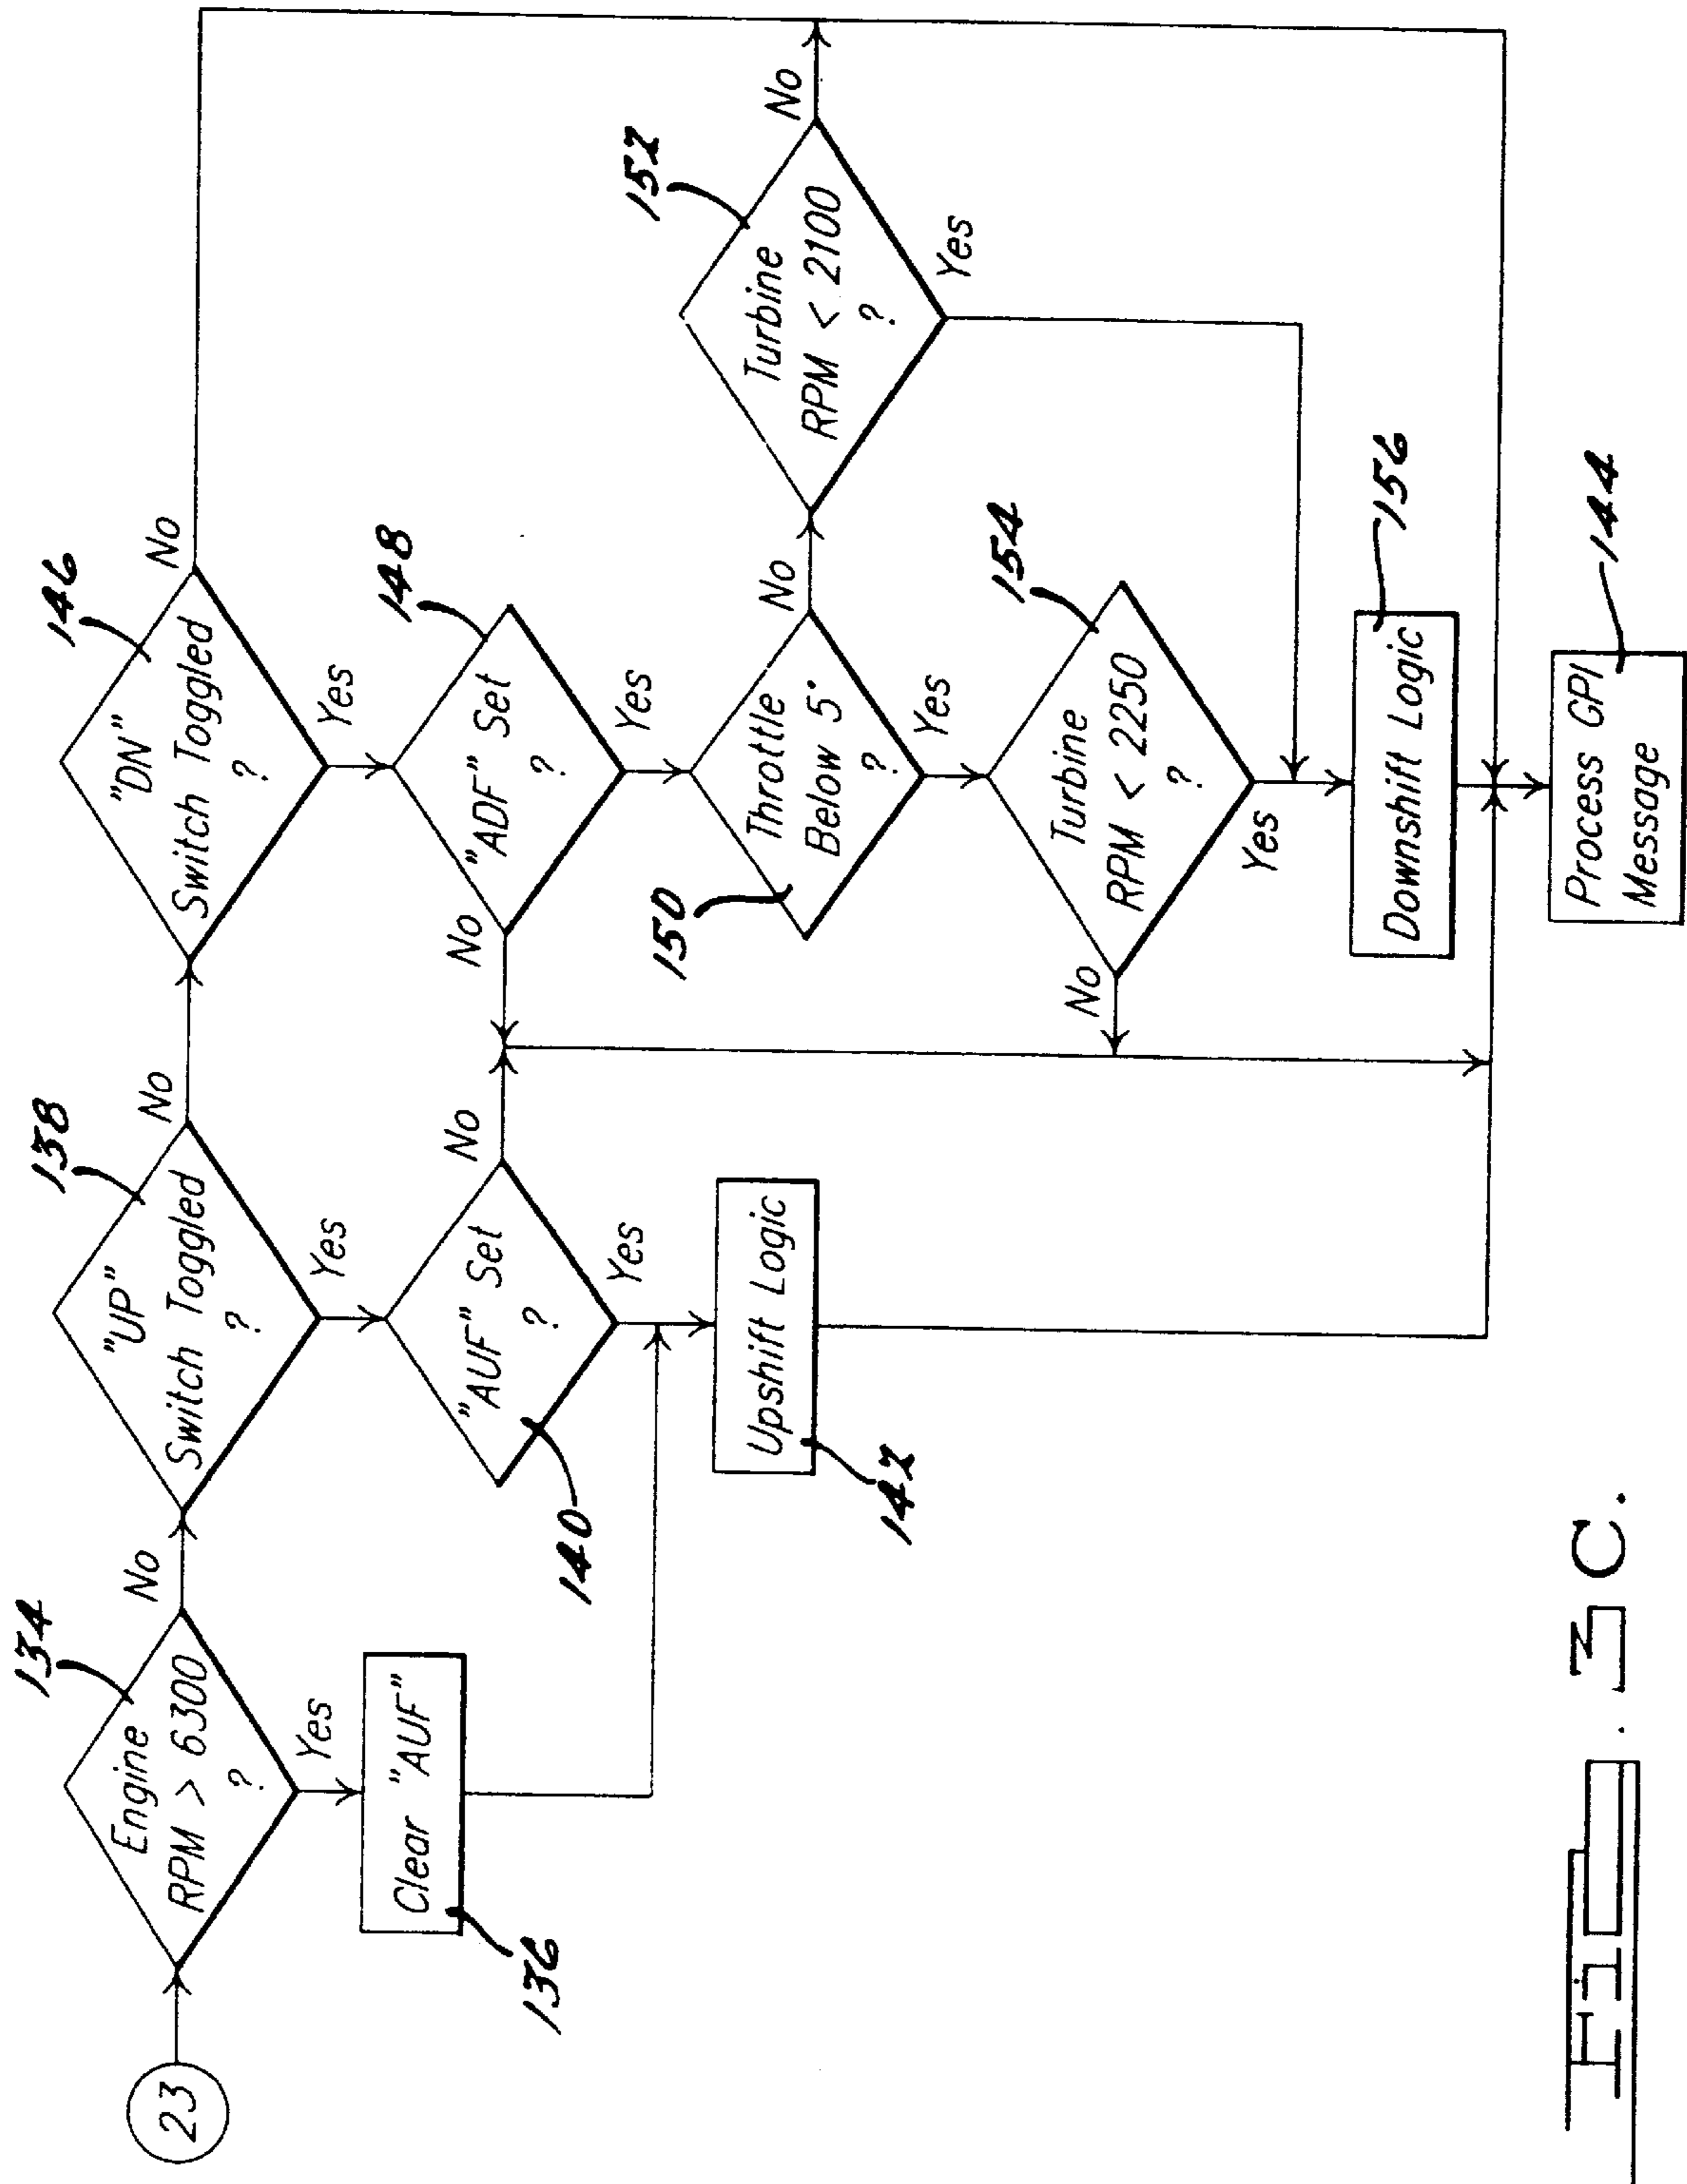 23
134
Engine
RPM > 6300
?
No
Yes
Clear "AUF"
136
138
"UP"
Switch Toggled
?
No
Yes
"AUF" Set
?
140
No
Yes
Upshift Logic
142
146
"DN"
Switch Toggled
?
No
Yes
148
"ADF" Set
?
No
Yes
150
Throttle
Below 5°
?
No
Yes
152
Turbine
RPM < 2100
?
No
Yes
154
Turbine
RPM < 2250
?
No
Yes
Downshift Logic
156
Process GPI
Message
144
FIG. 3C.